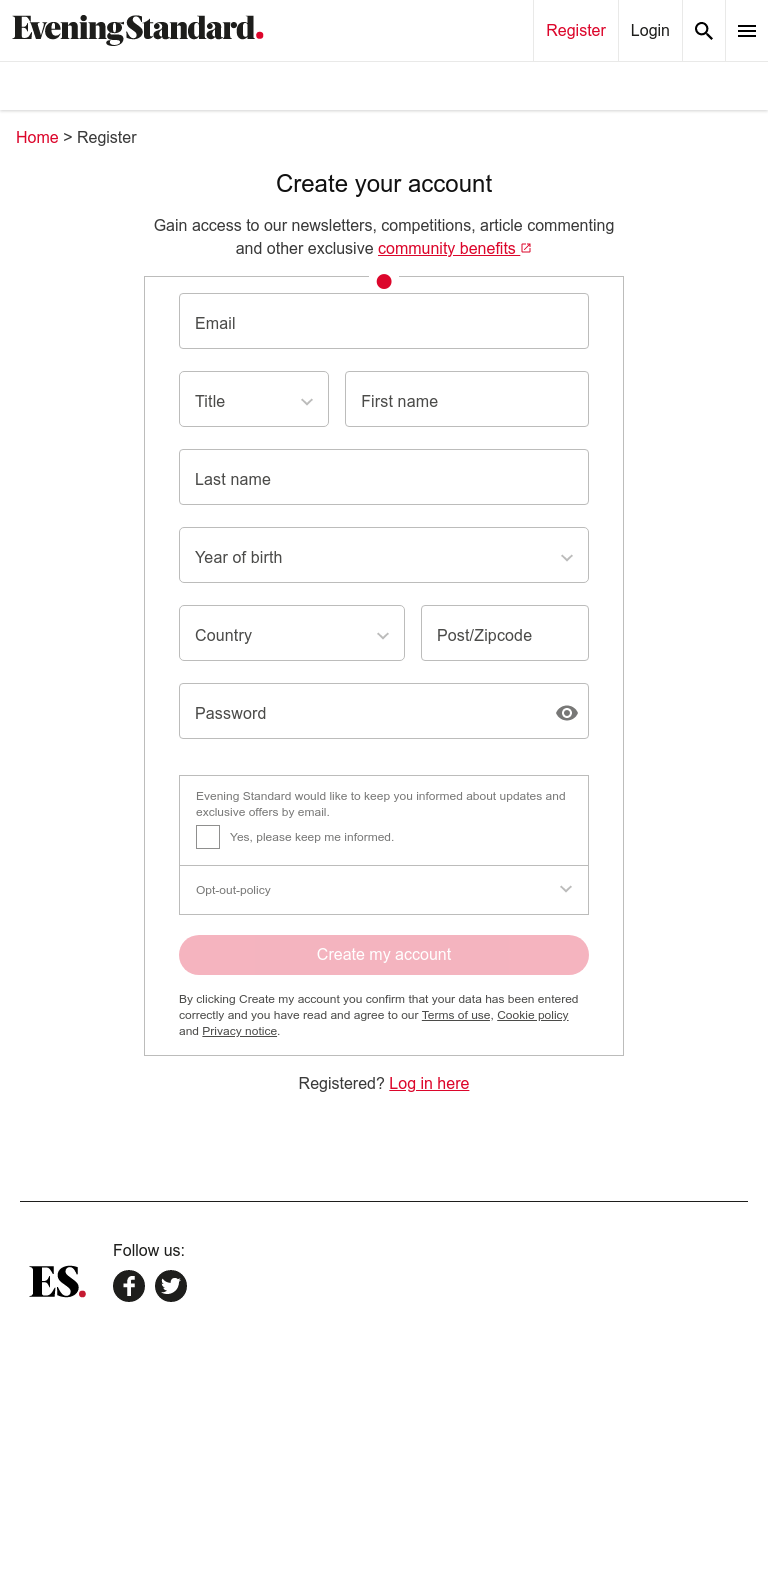 Evening Standard.
Register
Login
Home > Register
Create your account
Gain access to our newsletters, competitions, article commenting
and other exclusive community benefits
Email
Title
First name
Last name
Year of birth
Country
Post/Zipcode
Password
Evening Standard would like to keep you informed about updates and
exclusive offers by email.
Yes, please keep me informed.
Opt-out-policy
Create my account
By clicking Create my account you confirm that your data has been entered
correctly and you have read and agree to our Terms of use, Cookie policy
and Privacy notice.
Registered? Log in here
Follow us:
ES.